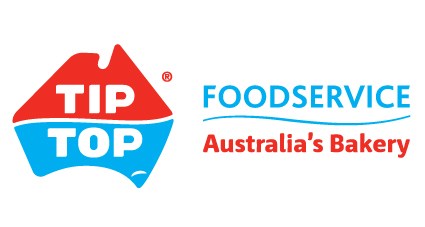 TIP
TOP
®
FOODSERVICE
Australia's Bakery